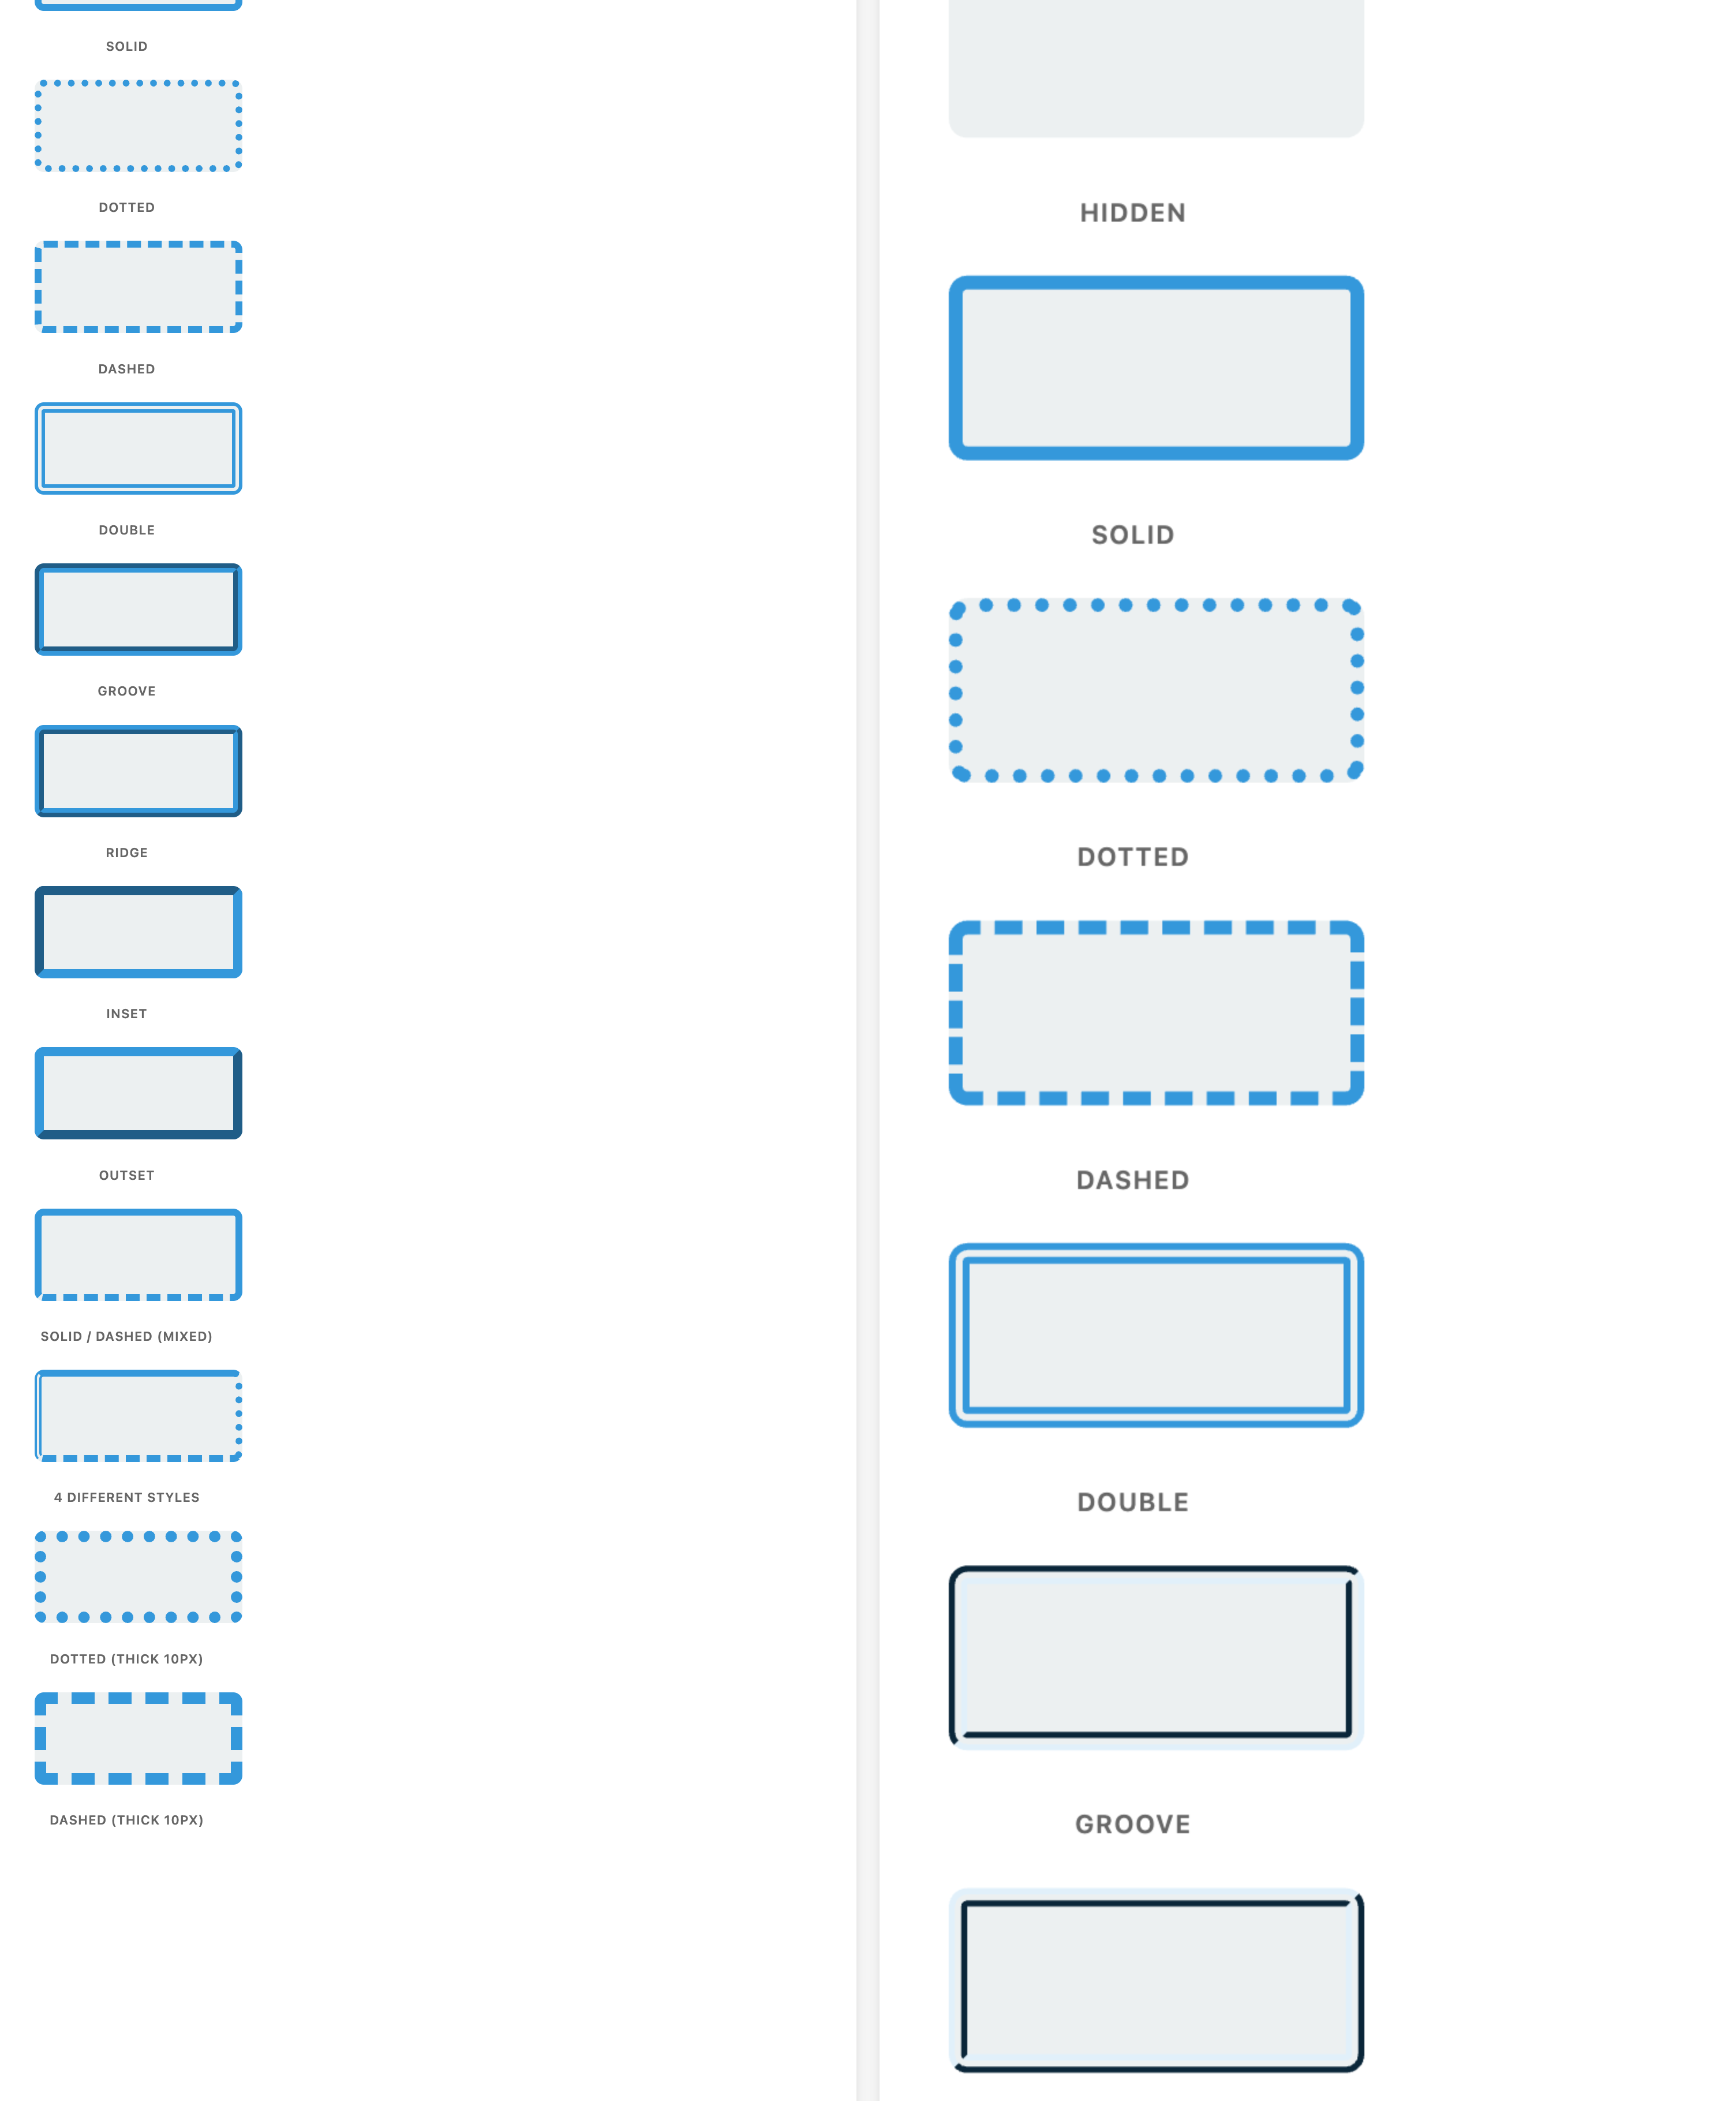 SOLID
DOTTED
DASHED
DOUBLE
GROOVE
RIDGE
INSET
OUTSET
SOLID / DASHED (MIXED)
4 DIFFERENT STYLES
DOTTED (THICK 10PX)
DASHED (THICK 10PX)
HIDDEN
SOLID
DOTTED
DASHED
DOUBLE
GROOVE